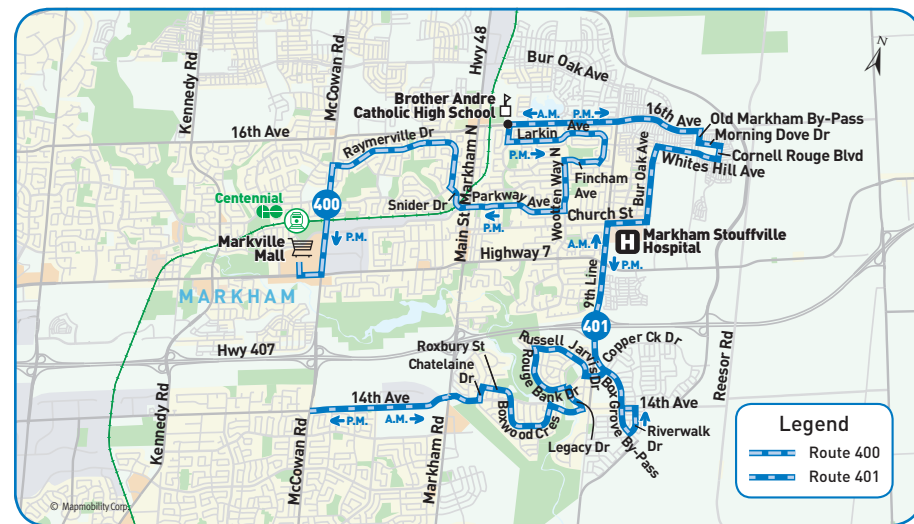 Kennedy Rd
McCowan Rd
Hwy 48
Bur Oak Ave
N
Brother Andre
Catholic High School
A.M.
P.M.
16th Ave
Old Markham By-Pass
Morning Dove Dr
Cornell Rouge Blvd
Whites Hill Ave
16th Ave
Raymerville Dr
Larkin Ave
P.M.
Main St Markham N
Wootten Way N
Fincham
Ave
Bur Oak Ave
Centennial
400
Snider Dr
Parkway Ave
P.M.
Church St
Markville
Mall
P.M.
Highway 7
A.M.
H
Markham Stouffville
Hospital
P.M.
MARKHAM
9th Line
401
Hwy 407
Roxbury St
Chatelaine
Dr
Russell Jarvis Dr
Copper Ck Dr
Reesor Rd
Rouge Bank Dr
Box Grove By-Pass
14th Ave
P.M.
A.M.
Boxwood Cres
14th Ave
Riverwalk
Dr
Legacy Dr
Kennedy Rd
McCowan Rd
Markham Rd
Legend
Route 400
Route 401
© Mapmobility Corp.